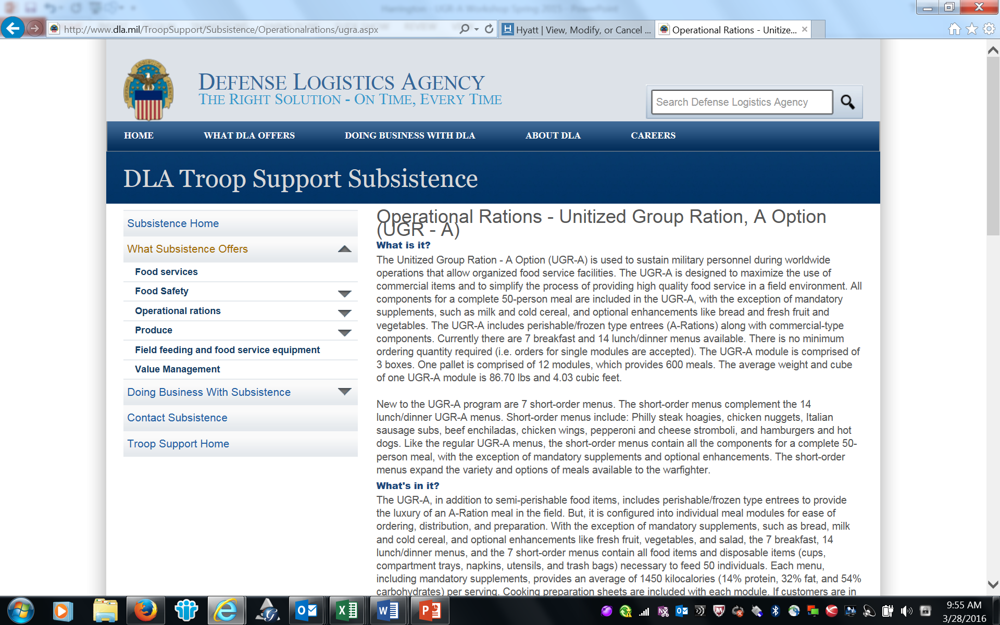 Harrington - UGR-A Workshop Spring 2015 - PowerPoint
http://www.dla.mil/TroopSupport/Subsistence/Operationalrations/ugra.aspx
Hyatt | View, Modify, or Cancel ...
Operational Rations - Unitize...
DEFENSE LOGISTICS AGENCY
THE RIGHT SOLUTION - ON TIME, EVERY TIME
Search Defense Logistics Agency
HOME
WHAT DLA OFFERS
DOING BUSINESS WITH DLA
ABOUT DLA
CAREERS
DLA Troop Support Subsistence
Subsistence Home
What Subsistence Offers
Food services
Food Safety
Operational rations
Produce
Field feeding and food service equipment
Value Management
Doing Business With Subsistence
Contact Subsistence
Troop Support Home
Operational Rations - Unitized Group Ration, A Option
(UGR - A)
What is it?
The Unitized Group Ration - A Option (UGR-A) is used to sustain military personnel during worldwide
operations that allow organized food service facilities. The UGR-A is designed to maximize the use of
commercial items and to simplify the process of providing high quality food service in a field environment. All
components for a complete 50-person meal are included in the UGR-A, with the exception of mandatory
supplements, such as milk and cold cereal, and optional enhancements like bread and fresh fruit and
vegetables. The UGR-A includes perishable/frozen type entrees (A-Rations) along with commercial-type
components. Currently there are 7 breakfast and 14 lunch/dinner menus available. There is no minimum
ordering quantity required (i.e. orders for single modules are accepted). The UGR-A module is comprised of
3 boxes. One pallet is comprised of 12 modules, which provides 600 meals. The average weight and cube
of one UGR-A module is 86.70 lbs and 4.03 cubic feet.
New to the UGR-A program are 7 short-order menus. The short-order menus complement the 14
lunch/dinner UGR-A menus. Short-order menus include: Philly steak hoagies, chicken nuggets, Italian
sausage subs, beef enchiladas, chicken wings, pepperoni and cheese stromboli, and hamburgers and hot
dogs. Like the regular UGR-A menus, the short-order menus contain all the components for a complete 50-
person meal, with the exception of mandatory supplements and optional enhancements. The short-order
menus expand the variety and options of meals available to the warfighter.
What's in it?
The UGR-A, in addition to semi-perishable food items, includes perishable/frozen type entrees to provide
the luxury of an A-Ration meal in the field. But, it is configured into individual meal modules for ease of
ordering, distribution, and preparation. With the exception of mandatory supplements, such as bread, milk
and cold cereal, and optional enhancements like fresh fruit, vegetables, and salad, the 7 breakfast, 14
lunch/dinner menus, and the 7 short-order menus contain all food items and disposable items (cups,
compartment trays, napkins, utensils, and trash bags) necessary to feed 50 individuals. Each menu,
including mandatory supplements, provides an average of 1450 kilocalories (14% protein, 32% fat, and 54%
carbohydrates) per serving. Cooking preparation sheets are included with each module. If customers are in
9:55 AM
3/28/2016